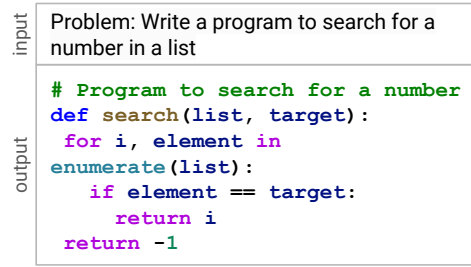 input
Problem: Write a program to search for a
number in a list
output
# Program to search for a number
def search(list, target):
 for i, element in
enumerate(list):
   if element == target:
     return i
 return -1